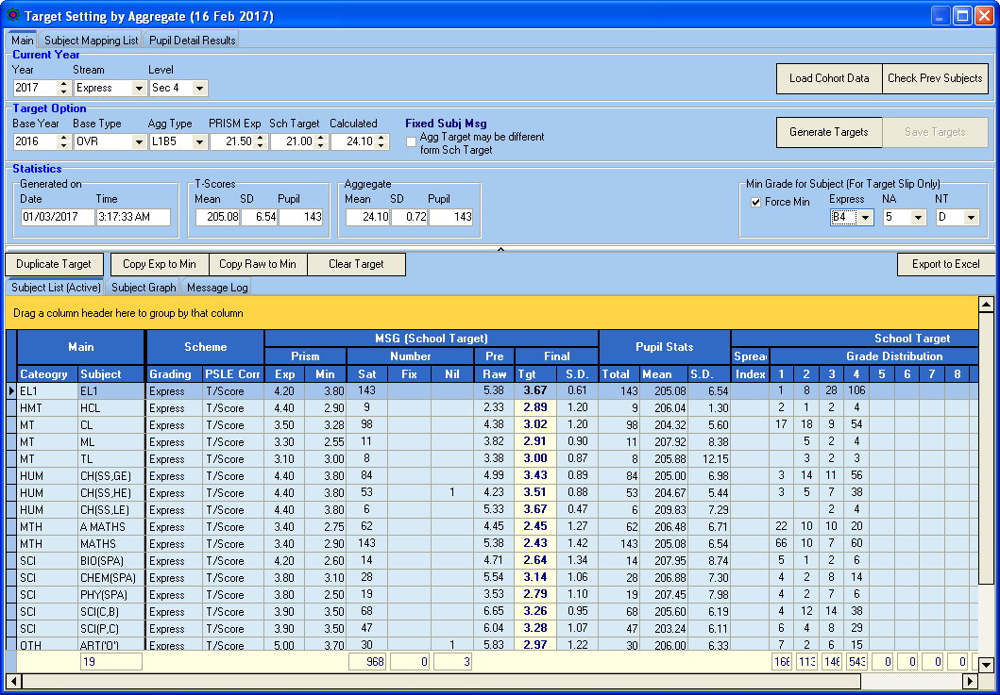 Target Setting by Aggregate (16 Feb 2017)
Main Subject Mapping List Pupil Detail Results
Current Year
Year Stream Level
2017 Express Sec 4
Load Cohort Data Check Prev Subjects
Target Option
Base Year Base Type Agg Type PRISM Exp Sch Target Calculated
2016 OVR L1B5 21.50 21.00 24.10
Fixed Subj Msg
Agg Target may be different
form Sch Target
Generate Targets Save Targets
Statistics
Generated on
Date Time
01/03/2017 3:17:33 AM
T-Scores
Mean SD Pupil
205.08 6.54 143
Aggregate
Mean SD Pupil
24.10 0.72 143
Min Grade for Subject (For Target Slip Only)
Force Min Express NA NT
B4 5 D
Duplicate Target Copy Exp to Min Copy Raw to Min Clear Target Export to Excel
Subject List (Active) Subject Graph Message Log
Drag a column header here to group by that column
Main Scheme MSG (School Target) Pupil Stats School Target
Prism Number Pre Final Sprea Grade Distribution
Cateogry Subject Grading PSLE Corr Exp Min Sat Fix Nil Raw Tgt S.D. Total Mean S.D. Index 1 2 3 4 5 6 7 8
EL1 EL1 Express T/Score 4.20 3.80 143 5.38 3.67 0.61 143 205.08 6.54 1 8 28 106
HMT HCL Express T/Score 4.40 2.90 9 2.33 2.89 1.20 9 206.04 1.30 2 1 2 4
MT CL Express T/Score 3.50 3.28 98 4.38 3.02 1.20 98 204.32 5.60 17 18 9 54
MT ML Express T/Score 3.30 2.55 11 3.82 2.91 0.90 11 207.92 8.38 5 2 4
MT TL Express T/Score 3.10 3.00 8 3.38 3.00 0.87 8 205.88 12.15 3 2 3
HUM CH(SS,GE) Express T/Score 4.40 3.80 84 4.99 3.43 0.89 84 205.00 6.98 3 14 11 56
HUM CH(SS,HE) Express T/Score 4.40 3.80 53 1 4.23 3.51 0.88 53 204.67 5.44 3 5 7 38
HUM CH(SS,LE) Express T/Score 4.40 3.80 6 5.33 3.67 0.47 6 209.83 7.29 2 4
MTH A MATHS Express T/Score 3.40 2.75 62 4.45 2.45 1.27 62 206.48 6.71 22 10 10 20
MTH MATHS Express T/Score 3.40 2.90 143 5.38 2.43 1.42 143 205.08 6.54 66 10 7 60
SCI BIO(SPA) Express T/Score 4.20 2.60 14 4.71 2.64 1.34 14 207.95 8.74 5 1 2 6
SCI CHEM(SPA) Express T/Score 3.80 3.10 28 5.54 3.14 1.06 28 206.88 7.30 4 2 8 14
SCI PHY(SPA) Express T/Score 3.80 2.50 19 3.53 2.79 1.10 19 207.45 7.98 4 2 7 6
SCI SCI(C,B) Express T/Score 3.90 3.50 68 6.65 3.26 0.95 68 205.60 6.19 4 12 14 38
SCI SCI(P,C) Express T/Score 3.90 3.50 47 6.04 3.28 1.07 47 203.24 6.11 6 4 8 29
OTH ART('O') Express T/Score 5.00 3.70 30 1 5.83 2.97 1.22 30 206.00 6.33 7 2 6 15
19 968 0 3 166 113 146 543 0 0 0 0